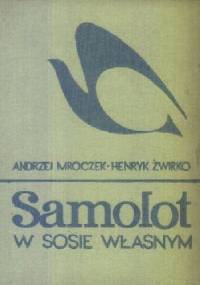 ANDRZEJ MROCZEK · HENRYK ŻWIRKO
Samolot
W SOSIE WŁASNYM